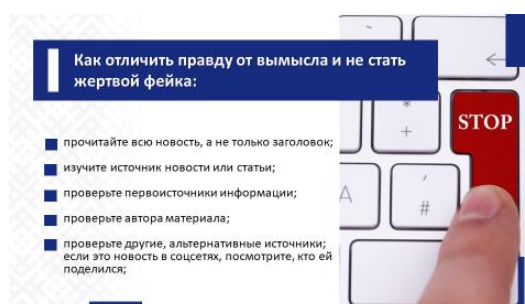 Как отличить правду от вымысла и не стать
жертвой фейка:
прочитайте всю новость, а не только заголовок;
изучите источник новости или статьи;
проверьте первоисточники информации;
проверьте автора материала;
проверьте другие, альтернативные источники;
если это новость в соцсетях, посмотрите, кто ей
поделился;
*
+
STOP
A
#